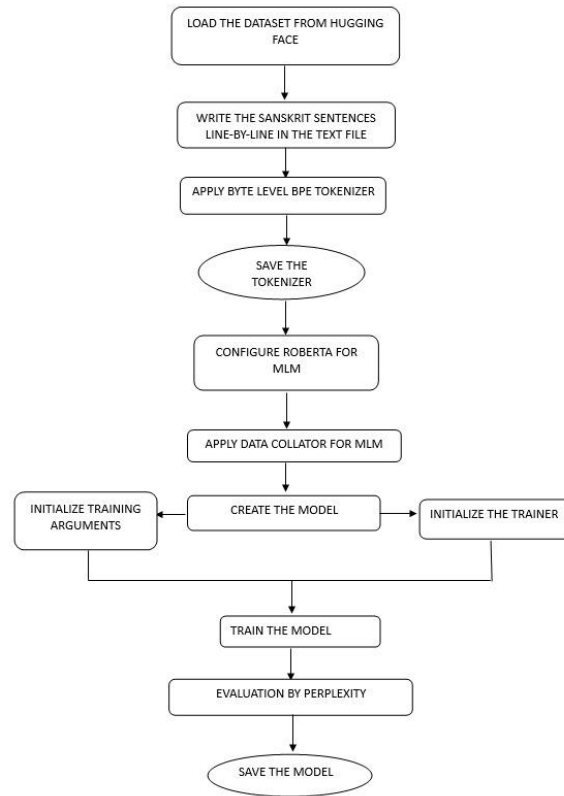 LOAD THE DATASET FROM HUGGING
FACE
WRITE THE SANSKRIT SENTENCES
LINE-BY-LINE IN THE TEXT FILE
APPLY BYTE LEVEL BPE TOKENIZER
SAVE THE
TOKENIZER
CONFIGURE ROBERTA FOR
MLM
APPLY DATA COLLATOR FOR MLM
CREATE THE MODEL
INITIALIZE TRAINING
ARGUMENTS
INITIALIZE THE TRAINER
TRAIN THE MODEL
EVALUATION BY PERPLEXITY
SAVE THE MODEL